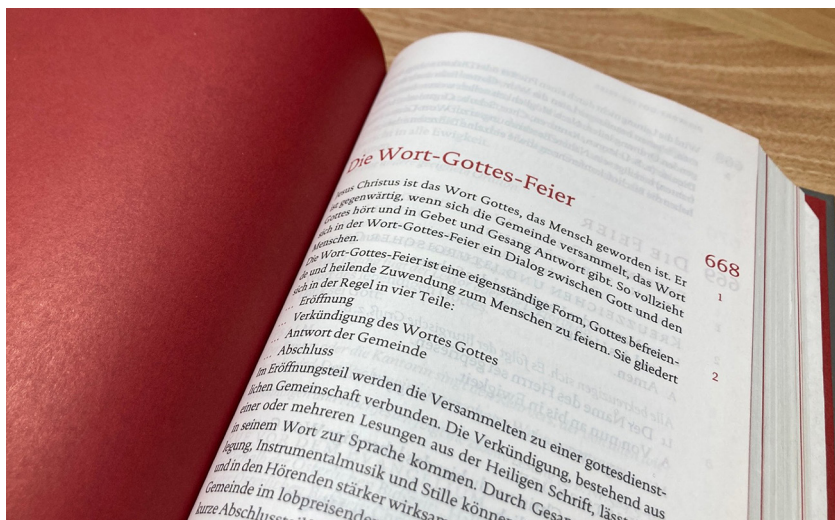 Die Wort-Gottes-Feier
668
Jesus Christus ist das Wort Gottes, das Mensch geworden ist. Er
ist gegenwärtig, wenn sich die Gemeinde versammelt, das Wort
1
Gottes hört und in Gebet und Gesang Antwort gibt. So vollzieht
sich in der Wort-Gottes-Feier ein Dialog zwischen Gott und den
Menschen.
Die Wort-Gottes-Feier ist eine eigenständige Form, Gottes befreien-
2
de und heilende Zuwendung zum Menschen zu feiern. Sie gliedert
sich in der Regel in vier Teile:
... Eröffnung
... Verkündigung des Wortes Gottes
... Antwort der Gemeinde
... Abschluss
Im Eröffnungsteil werden die Versammelten zu einer gottesdienst-
lichen Gemeinschaft verbunden. Die Verkündigung, bestehend aus
einer oder mehreren Lesungen aus der Heiligen Schrift, lässt
in seinem Wort zur Sprache kommen. Durch
legung, Instrumentalmusik und Stille
und in den Hörenden stärker
Gemeinde im lobpreisenden
kurze